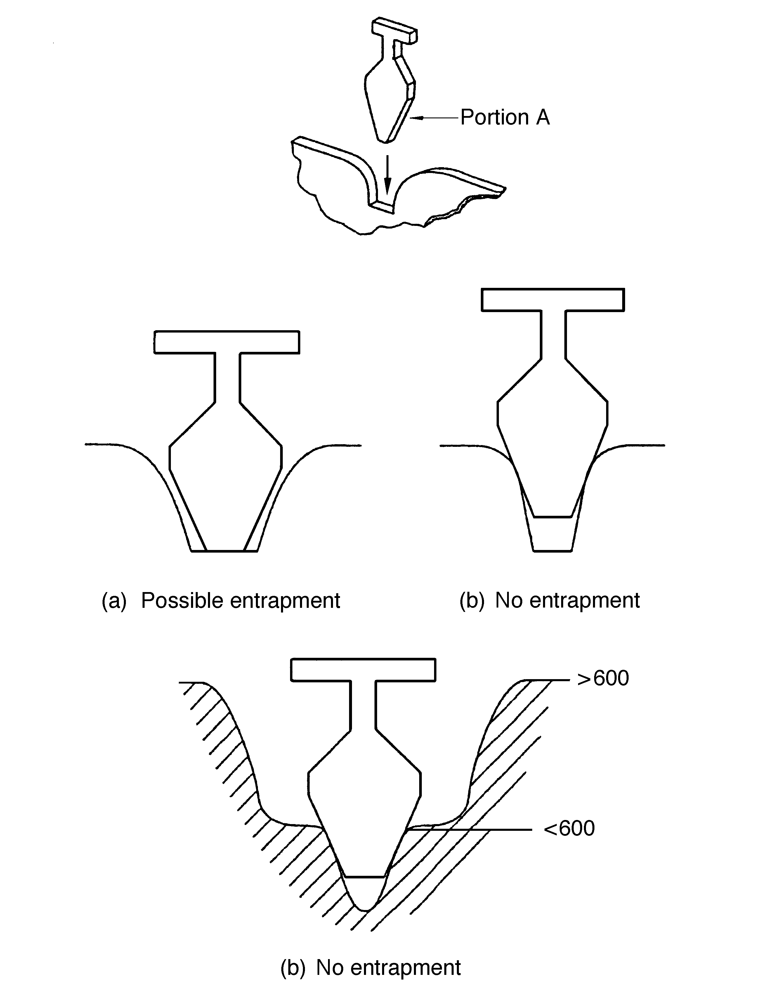 Portion A
(a) Possible entrapment
(b) No entrapment
>600
<600
(b) No entrapment